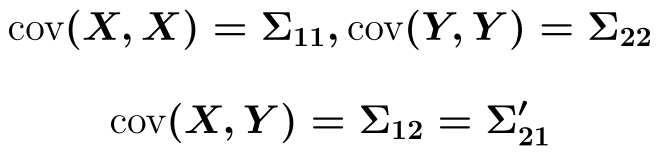 cov(X, X) = Σ₁₁, cov(Y, Y) = Σ₂₂
cov(X, Y) = Σ₁₂ = Σ′₂₁